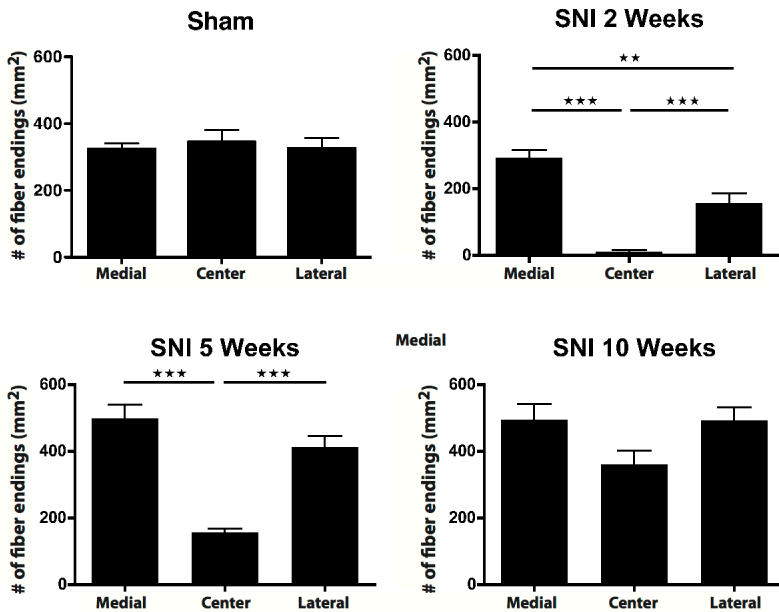 Sham
# of fiber endings (mm²)
600
400
200
0
Medial Center Lateral
SNI 2 Weeks
# of fiber endings (mm²)
600
400
200
0
★★
★★★ ★★★
Medial Center Lateral
Medial
SNI 5 Weeks
# of fiber endings (mm²)
600
400
200
0
★★★ ★★★
Medial Center Lateral
SNI 10 Weeks
# of fiber endings (mm²)
600
400
200
0
Medial Center Lateral